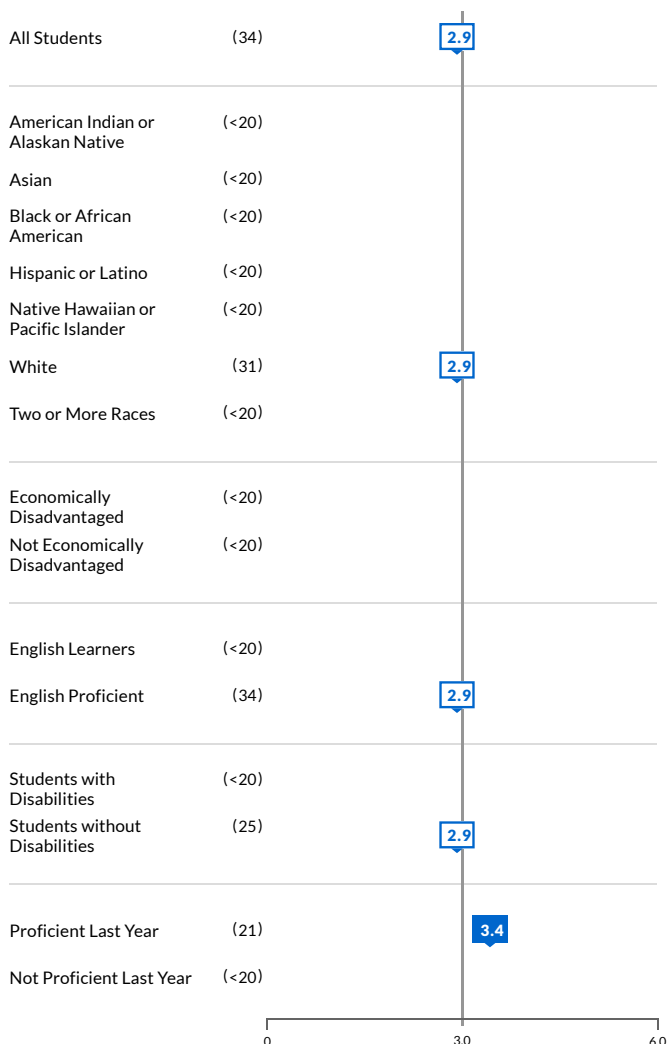 All Students (34) 2.9
American Indian or (<20)
Alaskan Native
Asian (<20)
Black or African (<20)
American
Hispanic or Latino (<20)
Native Hawaiian or (<20)
Pacific Islander
White (31) 2.9
Two or More Races (<20)
Economically (<20)
Disadvantaged
Not Economically (<20)
Disadvantaged
English Learners (<20)
English Proficient (34) 2.9
Students with (<20)
Disabilities
Students without (25) 2.9
Disabilities
Proficient Last Year (21) 3.4
Not Proficient Last Year (<20)
0 3.0 6.0